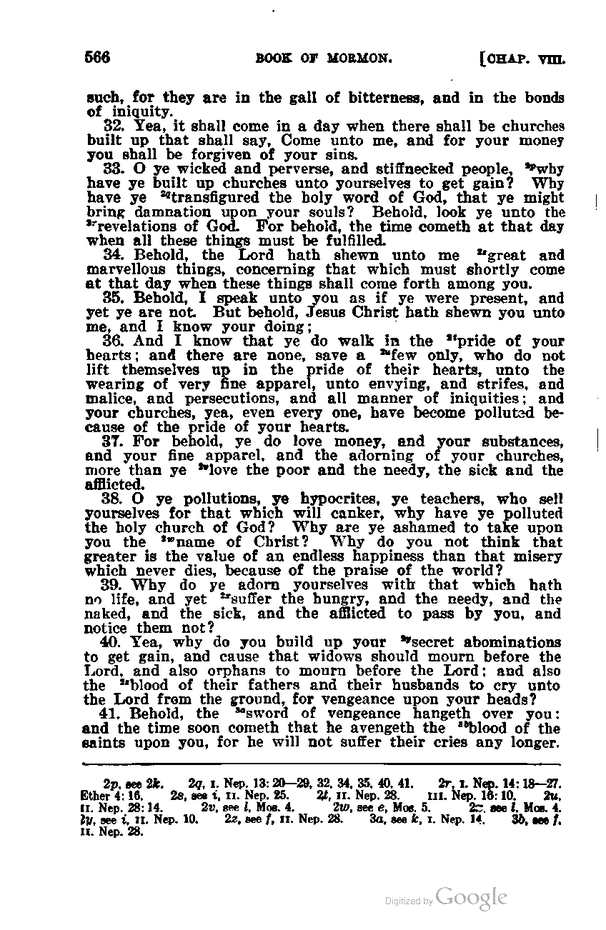 566 BOOK OF MORMON. [CHAP. VIII.
such, for they are in the gall of bitterness, and in the bonds
of iniquity.
32. Yea, it shall come in a day when there shall be churches
built up that shall say, Come unto me, and for your money
you shall be forgiven of your sins.
33. O ye wicked and perverse, and stiffnecked people, 2pwhy
have ye built up churches unto yourselves to get gain? Why
have ye 2qtransfigured the holy word of God, that ye might
bring damnation upon your souls? Behold, look ye unto the
2rrevelations of God. For behold, the time cometh at that day
when all these things must be fulfilled.
34. Behold, the Lord hath shewn unto me 2sgreat and
marvellous things, concerning that which must shortly come
at that day when these things shall come forth among you.
35. Behold, I speak unto you as if ye were present, and
yet ye are not. But behold, Jesus Christ hath shewn you unto
me, and I know your doing;
36. And I know that ye do walk in the 2tpride of your
hearts; and there are none, save a 2ufew only, who do not
lift themselves up in the pride of their hearts, unto the
wearing of very fine apparel, unto envying, and strifes, and
malice, and persecutions, and all manner of iniquities; and
your churches, yea, even every one, have become polluted be-
cause of the pride of your hearts.
37. For behold, ye do love money, and your substances,
and your fine apparel, and the adorning of your churches,
more than ye 2vlove the poor and the needy, the sick and the
afflicted.
38. O ye pollutions, ye hypocrites, ye teachers, who sell
yourselves for that which will canker, why have ye polluted
the holy church of God? Why are ye ashamed to take upon
you the 2wname of Christ? Why do you not think that
greater is the value of an endless happiness than that misery
which never dies, because of the praise of the world?
39. Why do ye adorn yourselves with that which hath
no life, and yet 2xsuffer the hungry, and the needy, and the
naked, and the sick, and the afflicted to pass by you, and
notice them not?
40. Yea, why do you build up your 2ysecret abominations
to get gain, and cause that widows should mourn before the
Lord, and also orphans to mourn before the Lord; and also
the 2zblood of their fathers and their husbands to cry unto
the Lord from the ground, for vengeance upon your heads?
41. Behold, the 3asword of vengeance hangeth over you;
and the time soon cometh that he avengeth the 3bblood of the
saints upon you, for he will not suffer their cries any longer.
2p, see 2k. 2q, I. Nep. 13: 20—29, 32, 34, 35, 40, 41. 2r, I. Nep. 14: 18—27.
Ether 4: 16. 2s, see i, II. Nep. 25. 2t, II. Nep. 28. III. Nep. 16: 10. 2u,
II. Nep. 28: 14. 2v, see l, Mos. 4. 2w, see e, Mos. 5. 2x, see l, Mos. 4.
2y, see i, II. Nep. 10. 2z, see f, II. Nep. 28. 3a, see k, I. Nep. 14. 3b, see f,
II. Nep. 28.
Digitized by Google